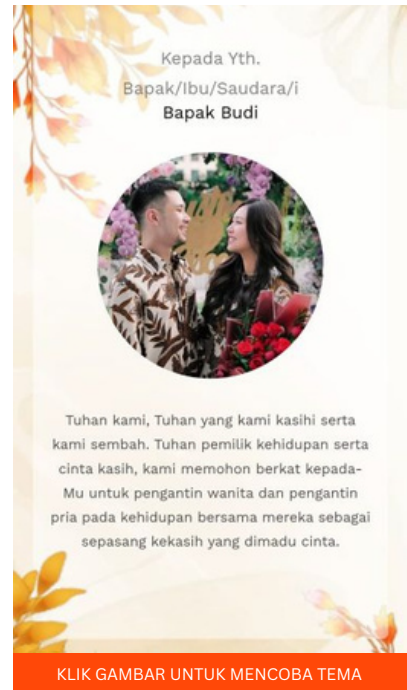 Kepada Yth.
Bapak/Ibu/Saudara/i
Bapak Budi
Tuhan kami, Tuhan yang kami kasihi serta
kami sembah. Tuhan pemilik kehidupan serta
cinta kasih, kami memohon berkat kepada-
Mu untuk pengantin wanita dan pengantin
pria pada kehidupan bersama mereka sebagai
sepasang kekasih yang dimadu cinta.
KLIK GAMBAR UNTUK MENCOBA TEMA